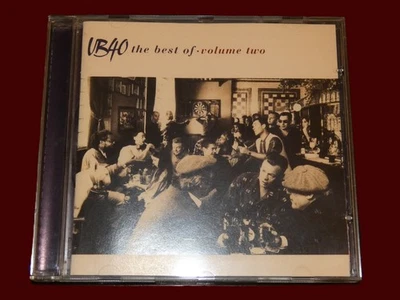 UB40 the best of-volume two